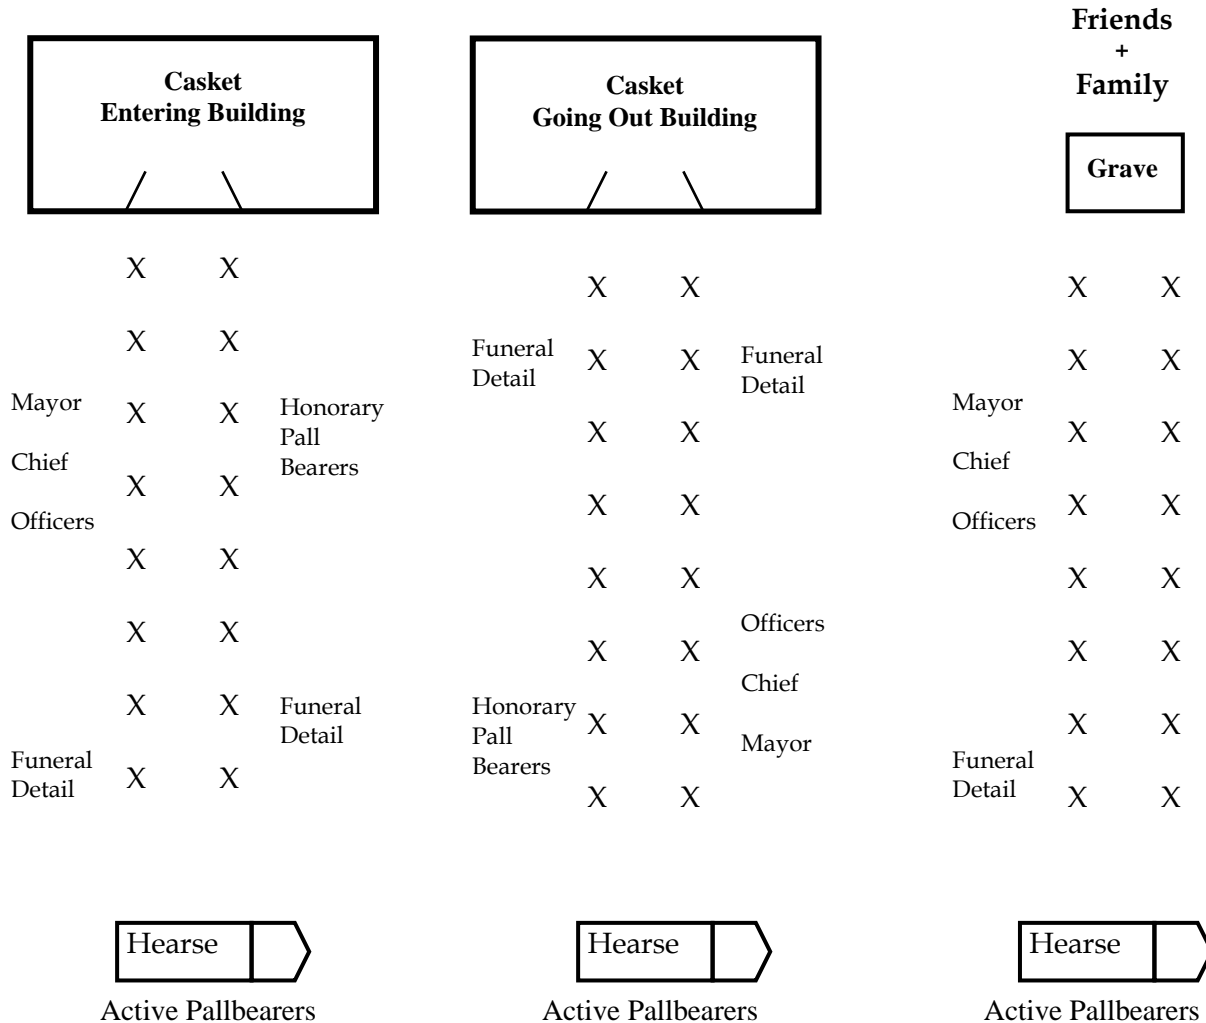 Friends
+
Family
Casket
Entering Building
Casket
Going Out Building
Grave
X X
X X
Mayor
X X
Honorary
Pall
Bearers
Chief
X X
Officers
X X
X X
X X
Funeral
Detail
Funeral
Detail
X X
X X
Funeral
Detail
X X
Funeral
Detail
X X
X X
X X
Officers
X X
Chief
Honorary
Pall
Bearers
X X
Mayor
X X
X X
X X
Mayor
X X
Chief
X X
Officers
X X
X X
X X
Funeral
Detail
X X
Hearse
Active Pallbearers
Hearse
Active Pallbearers
Hearse
Active Pallbearers